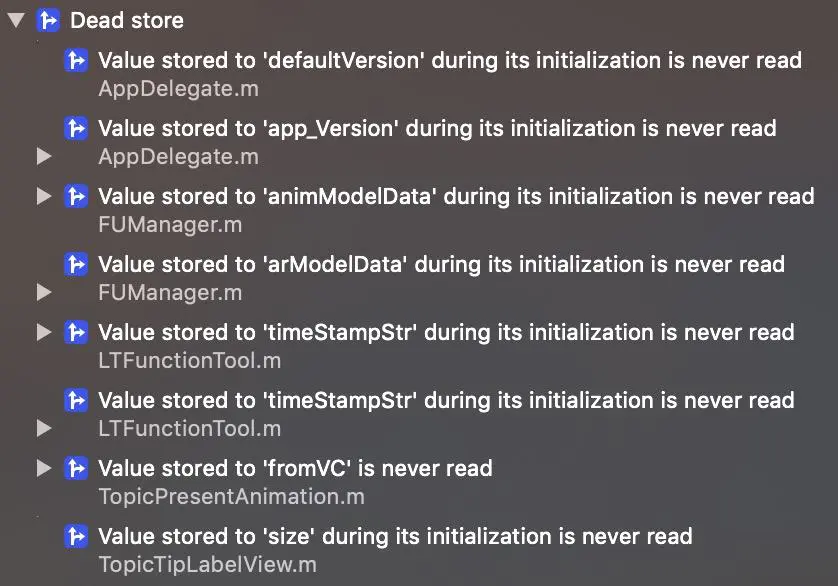 Dead store
Value stored to 'defaultVersion' during its initialization is never read
AppDelegate.m
Value stored to 'app_Version' during its initialization is never read
AppDelegate.m
Value stored to 'animModelData' during its initialization is never read
FUManager.m
Value stored to 'arModelData' during its initialization is never read
FUManager.m
Value stored to 'timeStampStr' during its initialization is never read
LTFunctionTool.m
Value stored to 'timeStampStr' during its initialization is never read
LTFunctionTool.m
Value stored to 'fromVC' is never read
TopicPresentAnimation.m
Value stored to 'size' during its initialization is never read
TopicTipLabelView.m